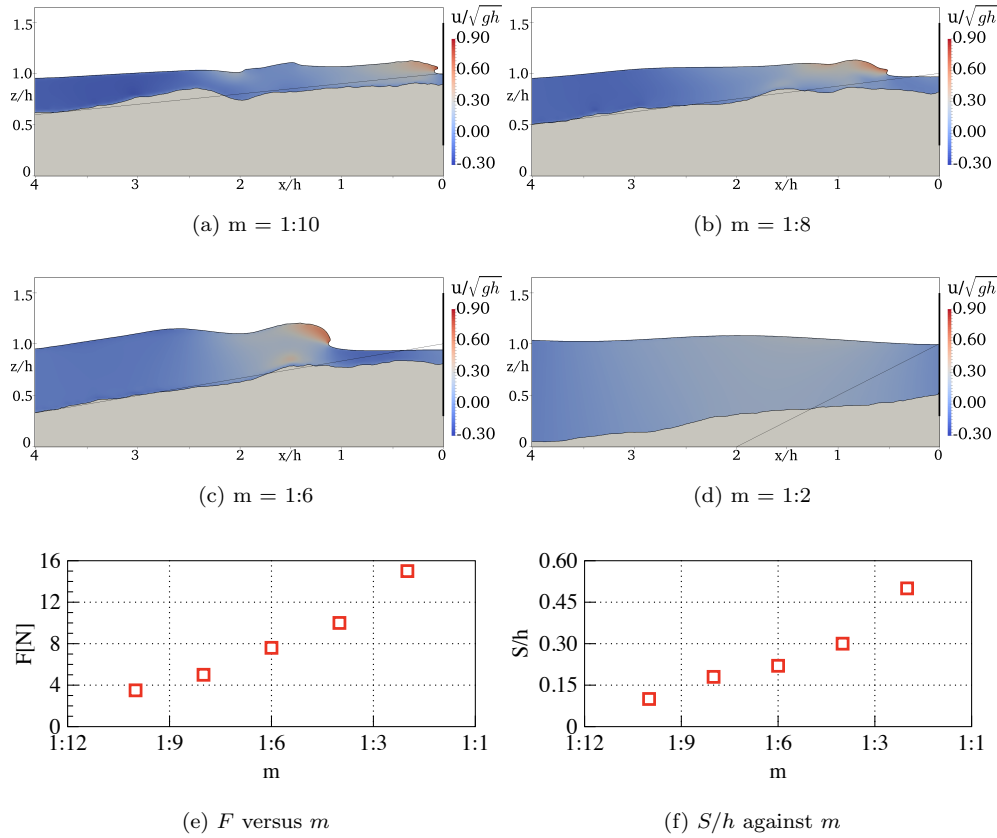 u/√gh
1.5
0.90
1.0
0.60
z/h
0.30
0.5
0.00
0
-0.30
4 3 2 x/h 1 0
(a) m = 1:10
u/√gh
1.5
0.90
1.0
0.60
z/h
0.30
0.5
0.00
0
-0.30
4 3 2 x/h 1 0
(b) m = 1:8
u/√gh
1.5
0.90
1.0
0.60
z/h
0.30
0.5
0.00
0
-0.30
4 3 2 x/h 1 0
(c) m = 1:6
u/√gh
1.5
0.90
1.0
0.60
z/h
0.30
0.5
0.00
0
-0.30
4 3 2 x/h 1 0
(d) m = 1:2
F[N]
16
12
8
4
0
1:12 1:9 1:6 1:3 1:1
m
(e) F versus m
S/h
0.60
0.45
0.30
0.15
0
1:12 1:9 1:6 1:3 1:1
m
(f) S/h against m